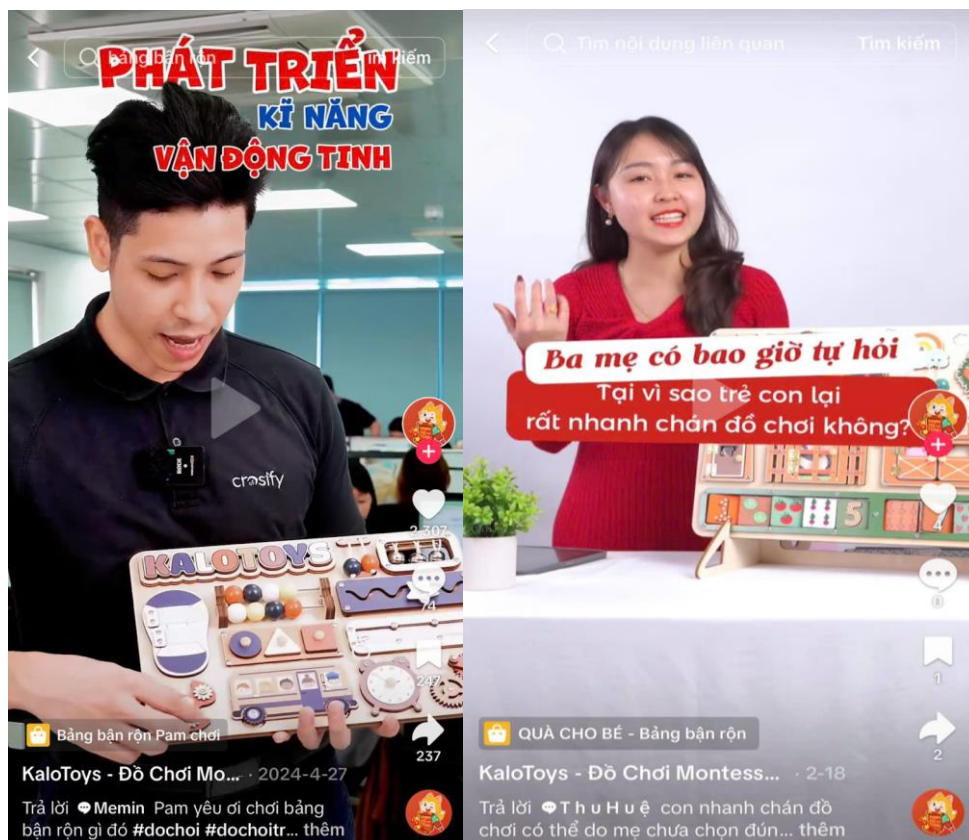 bảng bận rộn
Tìm kiếm
PHÁT TRIỂN
KĨ NĂNG
VẬN ĐỘNG TINH
crosify
KALOTOYS
2.307
74
247
237
Bảng bận rộn Pam chơi
KaloToys - Đồ Chơi Mo... · 2024-4-27
Trả lời Memin Pam yêu ơi chơi bảng
bận rộn gì đó #dochoi #dochoitr... thêm
Tìm nội dung liên quan
Tìm kiếm
Ba mẹ có bao giờ tự hỏi
Tại vì sao trẻ con lại
rất nhanh chán đồ chơi không?
5
4
0
1
2
QUÀ CHO BÉ - Bảng bận rộn
KaloToys - Đồ Chơi Montess... · 2-18
Trả lời ThuHuệ con nhanh chán đồ
chơi có thể do mẹ chưa chọn đún... thêm